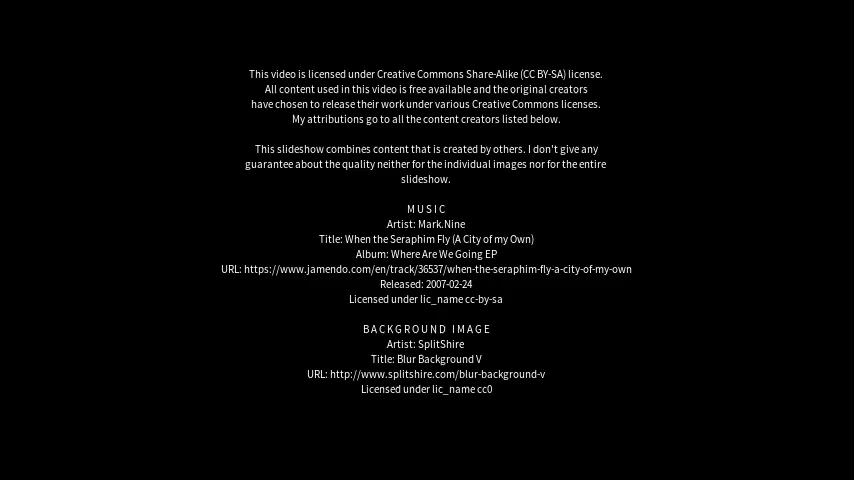 This video is licensed under Creative Commons Share-Alike (CC BY-SA) license.
All content used in this video is free available and the original creators
have chosen to release their work under various Creative Commons licenses.
My attributions go to all the content creators listed below.
This slideshow combines content that is created by others. I don't give any
guarantee about the quality neither for the individual images nor for the entire
slideshow.
MUSIC
Artist: Mark.Nine
Title: When the Seraphim Fly (A City of my Own)
Album: Where Are We Going EP
URL: https://www.jamendo.com/en/track/36537/when-the-seraphim-fly-a-city-of-my-own
Released: 2007-02-24
Licensed under lic_name cc-by-sa
BACKGROUND IMAGE
Artist: SplitShire
Title: Blur Background V
URL: http://www.splitshire.com/blur-background-v
Licensed under lic_name cc0